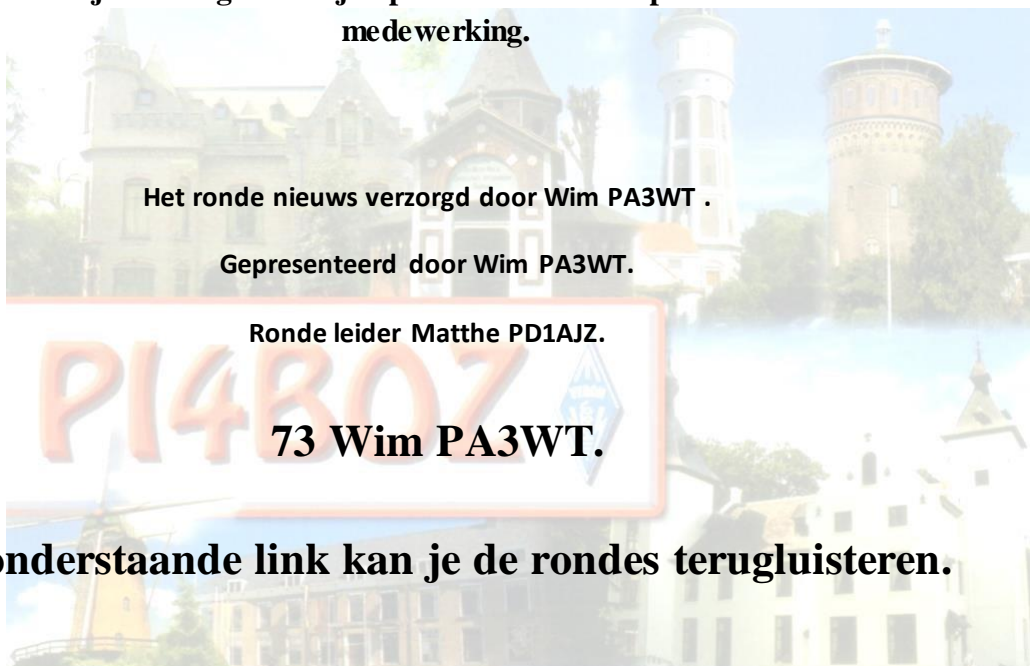 medewerking.
Het ronde nieuws verzorgd door Wim PA3WT .
Gepresenteerd door Wim PA3WT.
Ronde leider Matthe PD1AJZ.
PI4BOZ
73 Wim PA3WT.
onderstaande link kan je de rondes terugluisteren.